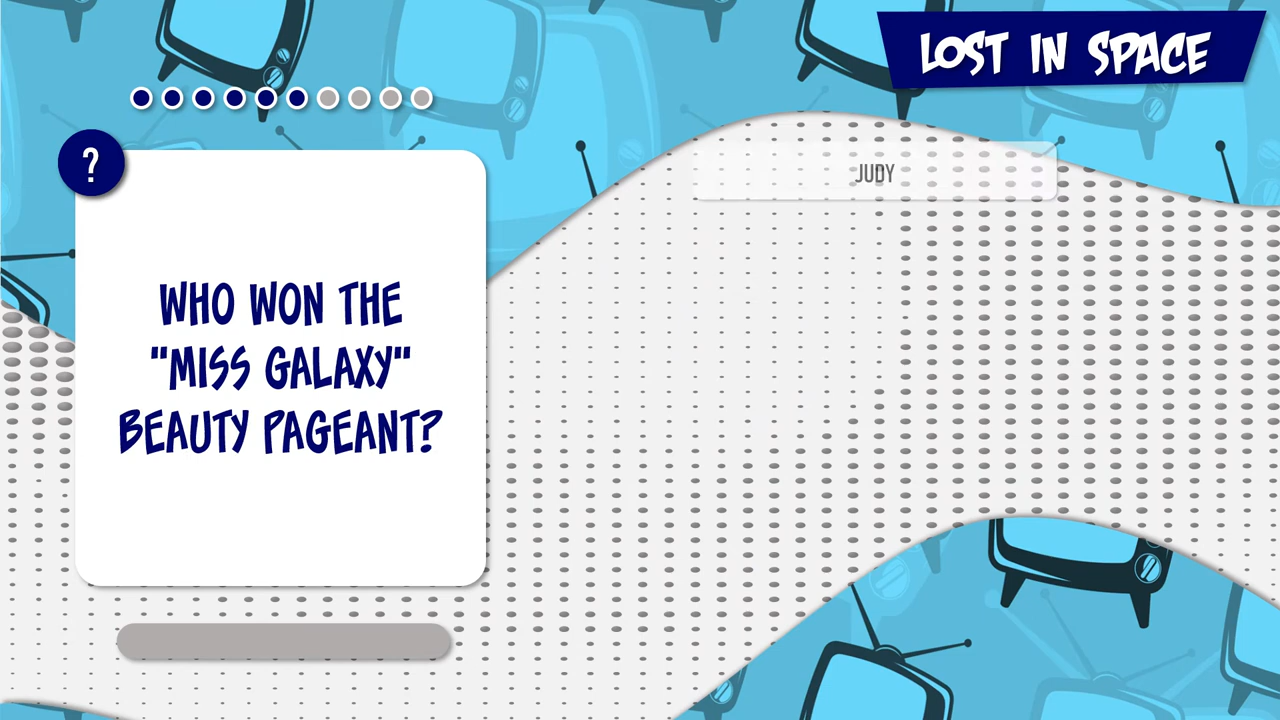 LOST IN SPACE
?
WHO WON THE
"MISS GALAXY"
BEAUTY PAGEANT?
JUDY